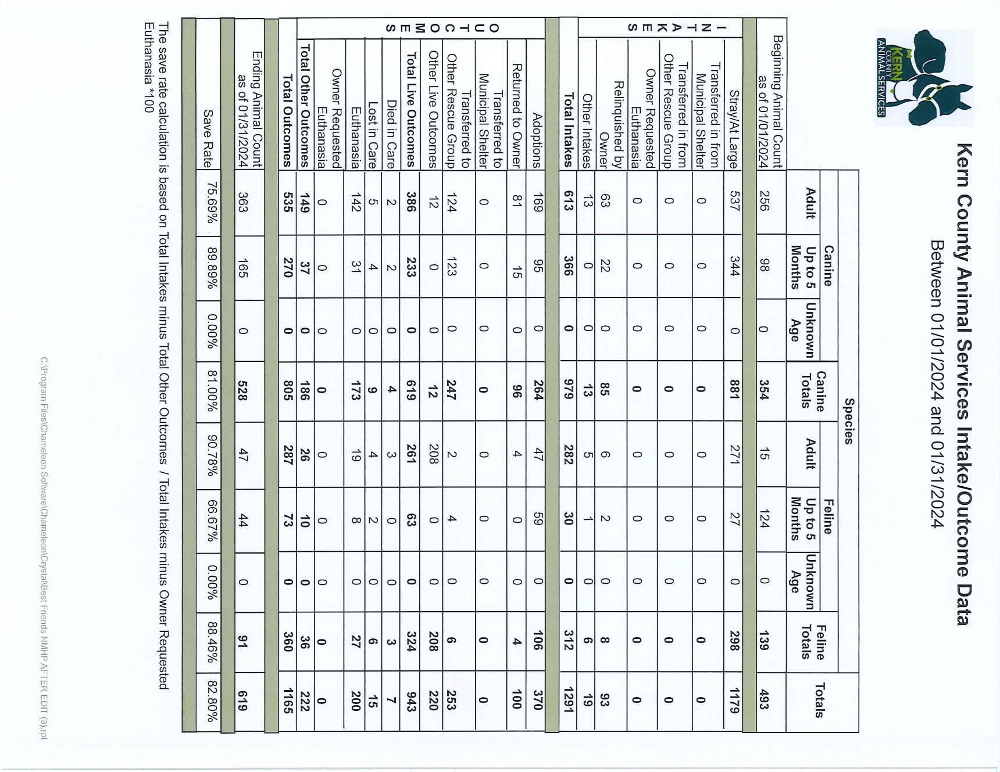 KERN
COUNTY
ANIMAL SERVICES
Kern County Animal Services Intake/Outcome Data
Between 01/01/2024 and 01/31/2024
Species
Canine Canine Totals Feline Feline Totals Totals
Adult Up to 5 Months Unknown Age Adult Up to 5 Months Unknown Age
Beginning Animal Count as of 01/01/2024 256 98 0 354 15 124 0 139 493
INTAKES
Stray/At Large 537 344 0 881 271 27 0 298 1179
Transferred in from Municipal Shelter 0 0 0 0 0 0 0 0 0
Transferred in from Other Rescue Group 0 0 0 0 0 0 0 0 0
Owner Requested Euthanasia 0 0 0 0 0 0 0 0 0
Relinquished by Owner 63 22 0 85 6 2 0 8 93
Other Intakes 13 0 0 13 5 1 0 6 19
Total Intakes 613 366 0 979 282 30 0 312 1291
OUTCOMES
Adoptions 169 95 0 264 47 59 0 106 370
Returned to Owner 81 15 0 96 4 0 0 4 100
Transferred to Municipal Shelter 0 0 0 0 0 0 0 0 0
Transferred to Other Rescue Group 124 123 0 247 2 4 0 6 253
Other Live Outcomes 12 0 0 12 208 0 0 208 220
Total Live Outcomes 386 233 0 619 261 63 0 324 943
Died in Care 2 2 0 4 3 0 0 3 7
Lost in Care 5 4 0 9 4 2 0 6 15
Euthanasia 142 31 0 173 19 8 0 27 200
Owner Requested Euthanasia 0 0 0 0 0 0 0 0 0
Total Other Outcomes 149 37 0 186 26 10 0 36 222
Total Outcomes 535 270 0 805 287 73 0 360 1165
Ending Animal Count as of 01/31/2024 363 165 0 528 47 44 0 91 619
Save Rate 75.69% 89.89% 0.00% 81.00% 90.78% 66.67% 0.00% 88.46% 82.80%
The save rate calculation is based on Total Intakes minus Total Other Outcomes / Total Intakes minus Owner Requested
Euthanasia *100
C:\Program Files\Chameleon Software\Chameleon\Crystal\Best Friends NMHP AFTER EDIT (3).rpt